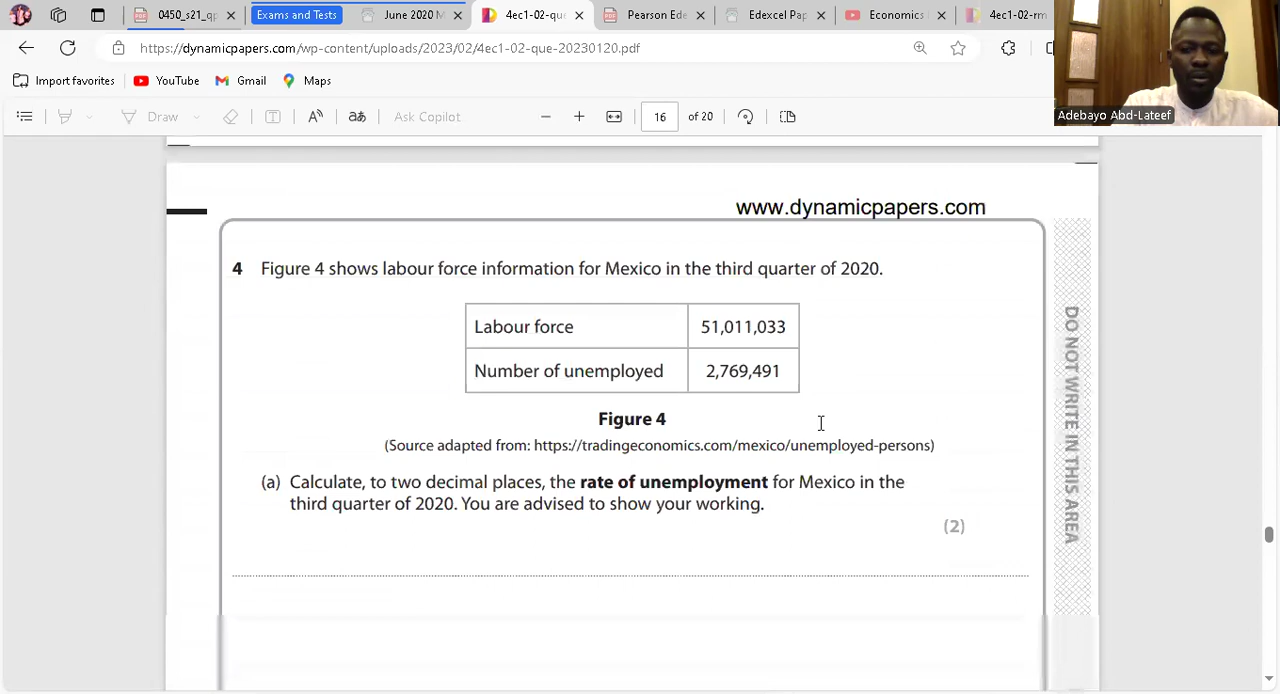 0450_s21_qp
Exams and Tests
June 2020 M
4ec1-02-que
Pearson Ede
Edexcel Pap
Economics
4ec1-02-rm
https://dynamicpapers.com/wp-content/uploads/2023/02/4ec1-02-que-20230120.pdf
Import favorites
YouTube
Gmail
Maps
Draw
Ask Copilot
16
of 20
Adebayo Abd-Lateef
www.dynamicpapers.com
4 Figure 4 shows labour force information for Mexico in the third quarter of 2020.
Labour force 51,011,033
Number of unemployed 2,769,491
Figure 4
(Source adapted from: https://tradingeconomics.com/mexico/unemployed-persons)
(a) Calculate, to two decimal places, the rate of unemployment for Mexico in the
third quarter of 2020. You are advised to show your working.
(2)
DO NOT WRITE IN THIS AREA